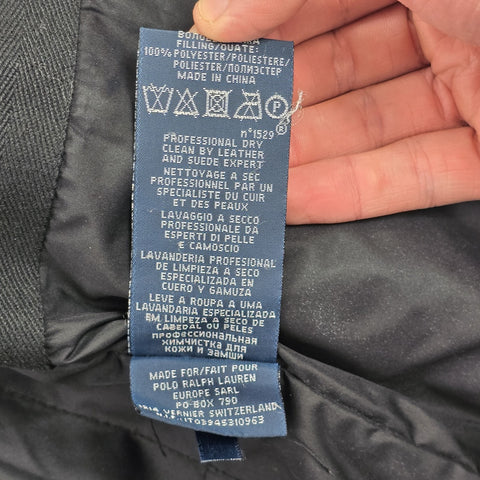 FILLING/OUATE:
100% POLYESTER/POLIESTERE/
POLIESTER/ПОЛИЭСТЕР
MADE IN CHINA
P
n°1529 ®
PROFESSIONAL DRY
CLEAN BY LEATHER
AND SUEDE EXPERT
NETTOYAGE A SEC
PROFESSIONNEL PAR UN
SPECIALISTE DU CUIR
ET DES PEAUX
LAVAGGIO A SECCO
PROFESSIONALE DA
ESPERTI DI PELLE
E CAMOSCIO
LAVANDERIA PROFESIONAL
DE LIMPIEZA A SECO
ESPECIALIZADA EN
CUERO Y GAMUZA
LEVE A ROUPA A UMA
LAVANDARIA ESPECIALIZADA
EM LIMPEZA A SECO DE
CABEDAL OU PELES
ПРОФЕССИОНАЛЬНАЯ
ХИМЧИСТКА ДЛЯ
КОЖИ И ЗАМШИ
MADE FOR/FAIT POUR
POLO RALPH LAUREN
EUROPE SARL
PO BOX 790
VERNIER SWITZERLAND
IT03945310963